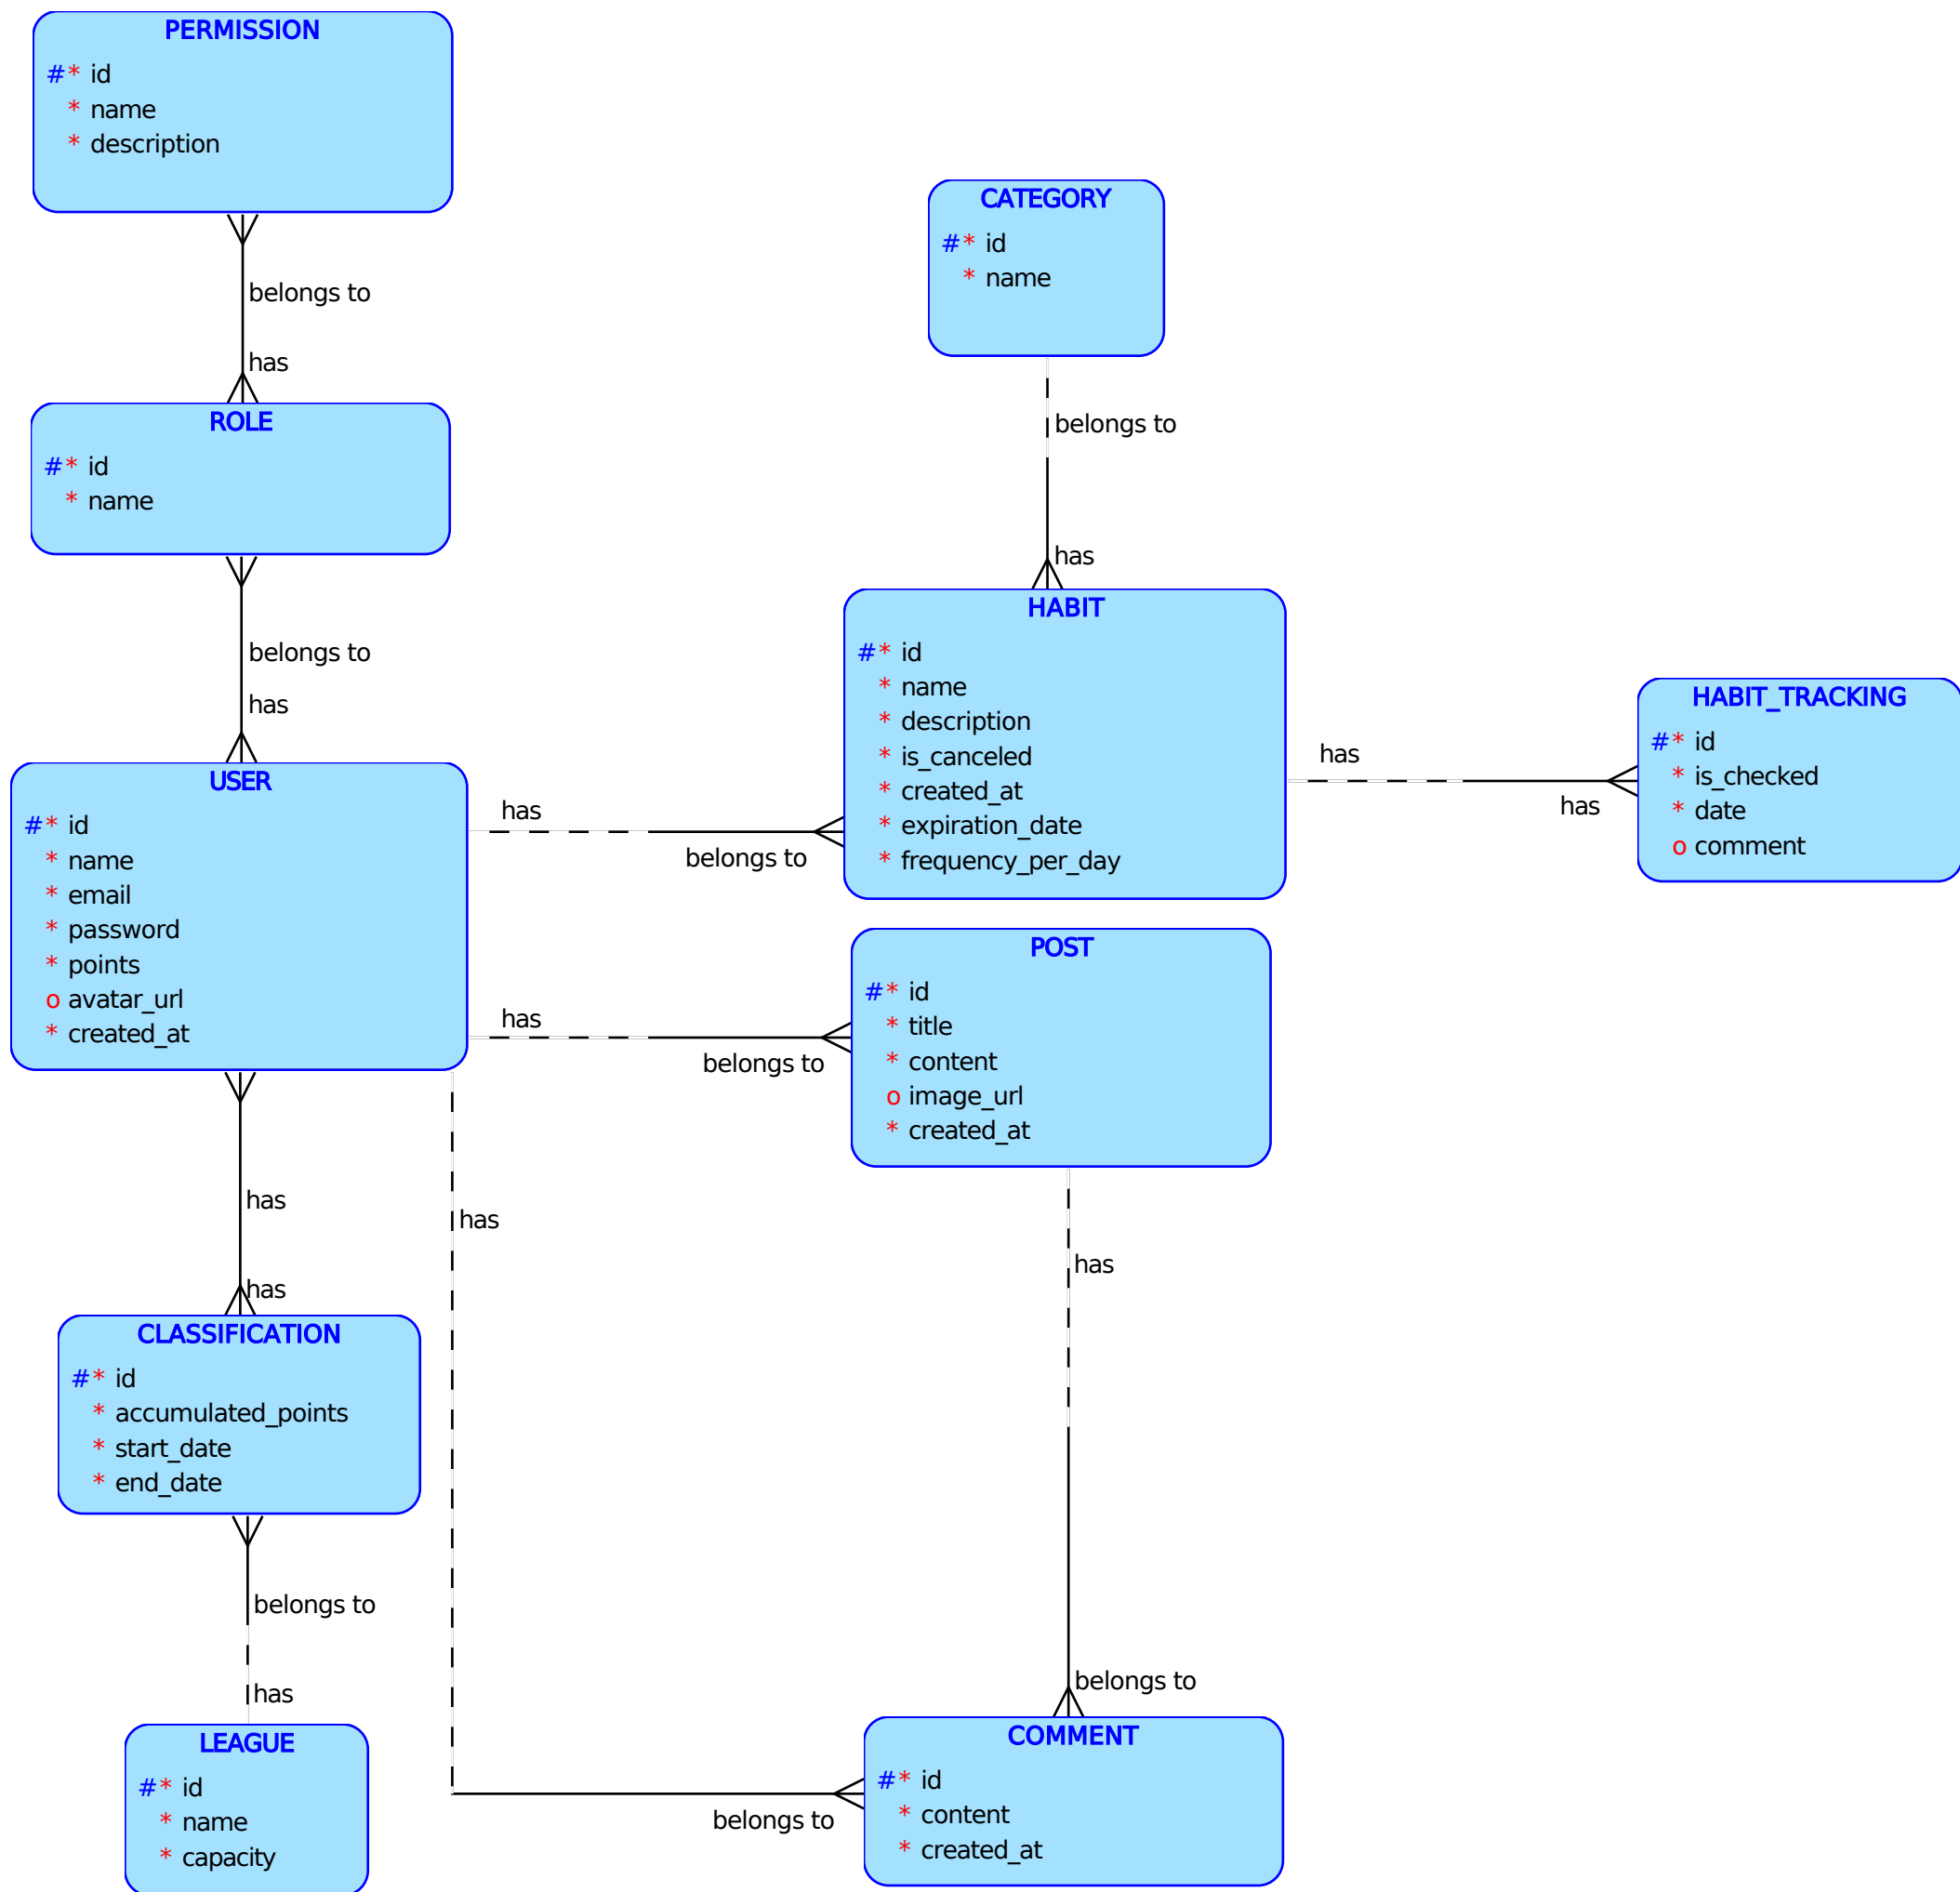 PERMISSION
#* id
* name
* description
belongs to
has
ROLE
#* id
* name
belongs to
has
USER
#* id
* name
* email
* password
* points
o avatar_url
* created_at
has
has
CLASSIFICATION
#* id
* accumulated_points
* start_date
* end_date
belongs to
has
LEAGUE
#* id
* name
* capacity
CATEGORY
#* id
* name
belongs to
has
HABIT
#* id
* name
* description
* is_canceled
* created_at
* expiration_date
* frequency_per_day
has
belongs to
has
has
HABIT_TRACKING
#* id
* is_checked
* date
o comment
has
belongs to
POST
#* id
* title
* content
o image_url
* created_at
has
has
belongs to
belongs to
COMMENT
#* id
* content
* created_at